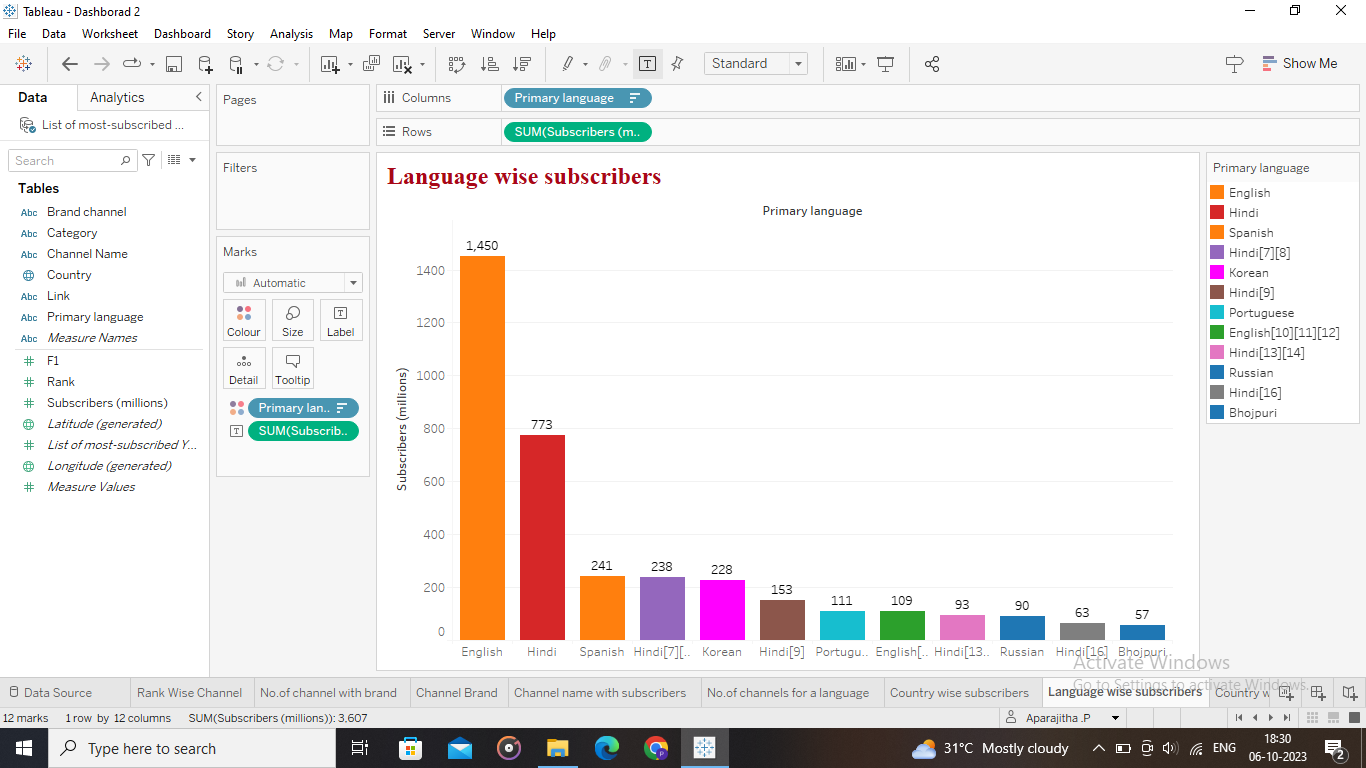 Tableau - Dashborad 2
File Data Worksheet Dashboard Story Analysis Map Format Server Window Help
Standard
Show Me
Data Analytics
List of most-subscribed ...
Search
Tables
Abc Brand channel
Abc Category
Abc Channel Name
Country
Abc Link
Abc Primary language
Abc Measure Names
F1
Rank
Subscribers (millions)
Latitude (generated)
List of most-subscribed Y...
Longitude (generated)
Measure Values
Pages
Filters
Marks
Automatic
Colour Size Label
Detail Tooltip
Primary lan..
SUM(Subscrib..
Columns Primary language
Rows SUM(Subscribers (m..
Language wise subscribers
Primary language
Subscribers (millions)
1400
1200
1000
800
600
400
200
0
1,450 773 241 238 228 153 111 109 93 90 63 57
English Hindi Spanish Hindi[7][.. Korean Hindi[9] Portugu.. English[.. Hindi[13.. Russian Hindi[16] Bhojpuri
Primary language
English
Hindi
Spanish
Hindi[7][8]
Korean
Hindi[9]
Portuguese
English[10][11][12]
Hindi[13][14]
Russian
Hindi[16]
Bhojpuri
Activate Windows
Go to Settings to activate Windows.
Data Source Rank Wise Channel No.of channel with brand Channel Brand Channel name with subscribers No.of channels for a language Country wise subscribers Language wise subscribers Country w
12 marks 1 row by 12 columns SUM(Subscribers (millions)): 3,607
Aparajitha .P
Type here to search
31°C Mostly cloudy
ENG
18:30
06-10-2023
2